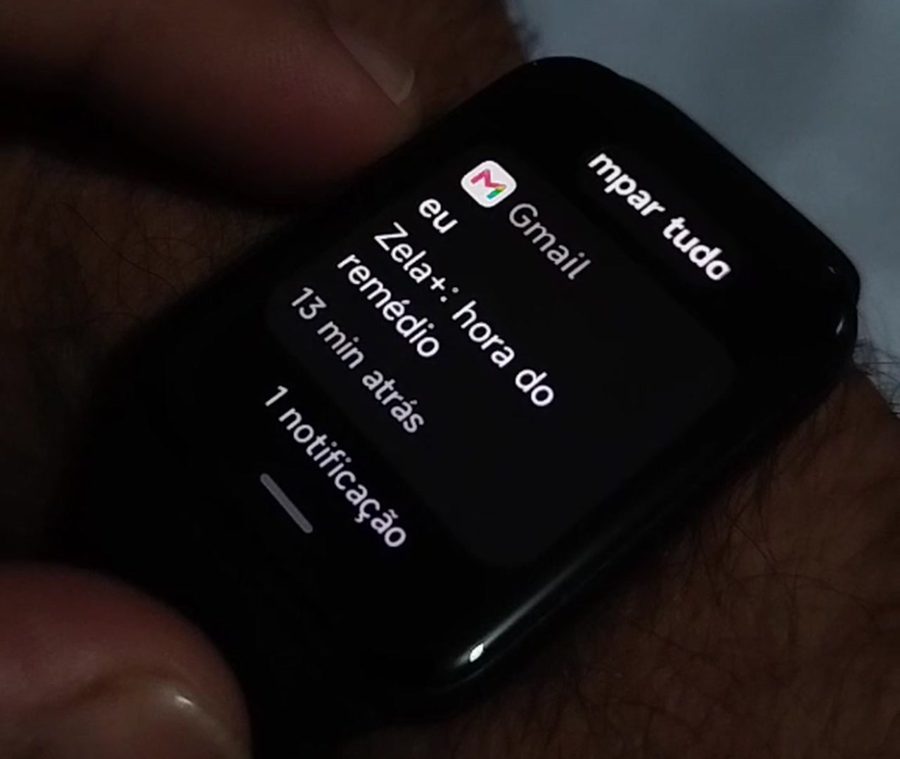 1 notificação
Gmail
eu
Zela+: hora do
remédio
13 min atrás
mpar tudo